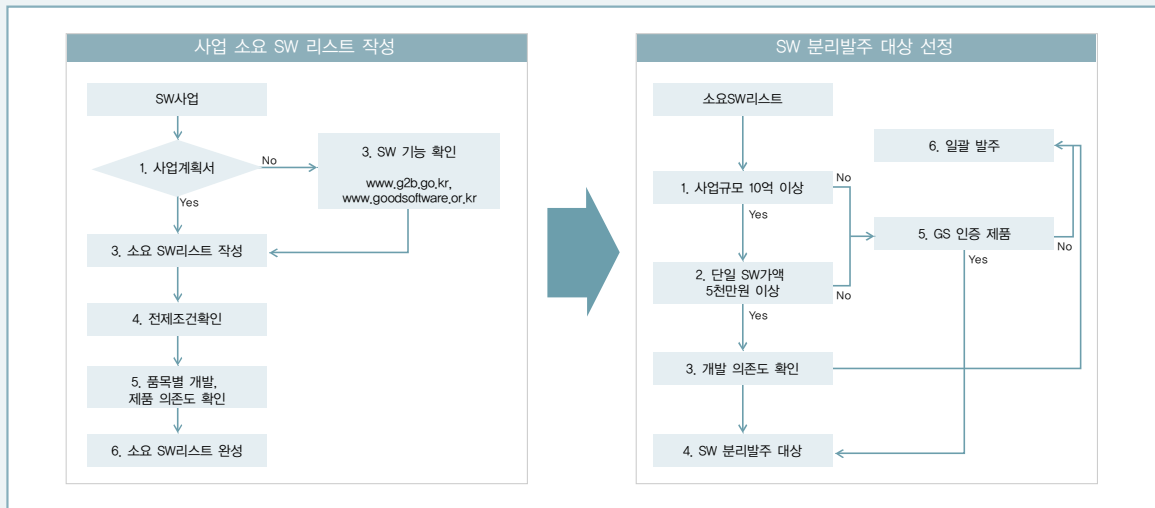 사업 소요 SW 리스트 작성
SW사업
1. 사업계획서
No
Yes
3. SW 기능 확인
www.g2b.go.kr,
www.goodsoftware.or.kr
3. 소요 SW리스트 작성
4. 전제조건확인
5. 품목별 개발,
제품 의존도 확인
6. 소요 SW리스트 완성
SW 분리발주 대상 선정
소요SW리스트
6. 일괄 발주
1. 사업규모 10억 이상
No
Yes
5. GS 인증 제품
No
Yes
2. 단일 SW가액
5천만원 이상
No
Yes
3. 개발 의존도 확인
4. SW 분리발주 대상